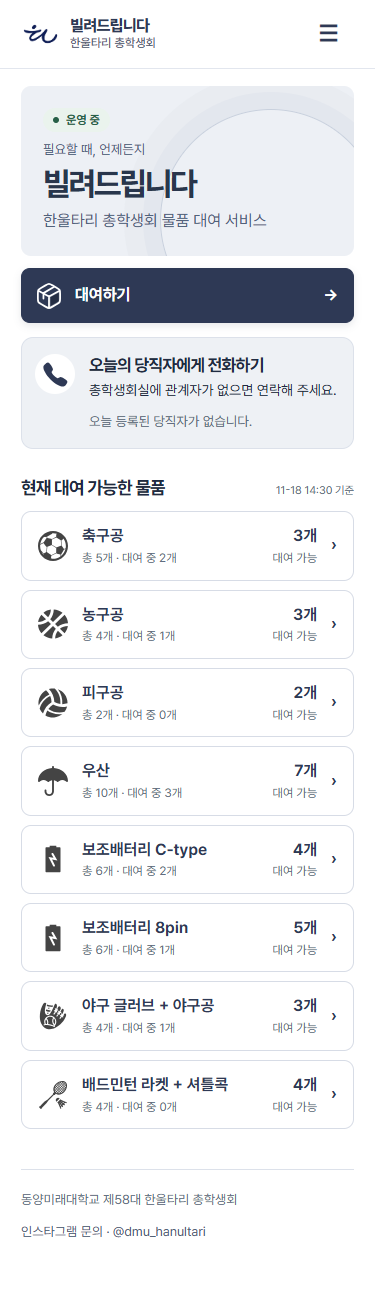 빌려드립니다
한울타리 총학생회
운영 중
필요할 때, 언제든지
빌려드립니다
한울타리 총학생회 물품 대여 서비스
대여하기 →
오늘의 당직자에게 전화하기
총학생회실에 관계자가 없으면 연락해 주세요.
오늘 등록된 당직자가 없습니다.
현재 대여 가능한 물품 11-18 14:30 기준
축구공 3개
총 5개 · 대여 중 2개 대여 가능 ›
농구공 3개
총 4개 · 대여 중 1개 대여 가능 ›
피구공 2개
총 2개 · 대여 중 0개 대여 가능 ›
우산 7개
총 10개 · 대여 중 3개 대여 가능 ›
보조배터리 C-type 4개
총 6개 · 대여 중 2개 대여 가능 ›
보조배터리 8pin 5개
총 6개 · 대여 중 1개 대여 가능 ›
야구 글러브 + 야구공 3개
총 4개 · 대여 중 1개 대여 가능 ›
배드민턴 라켓 + 셔틀콕 4개
총 4개 · 대여 중 0개 대여 가능 ›
동양미래대학교 제58대 한울타리 총학생회
인스타그램 문의 · @dmu_hanultari